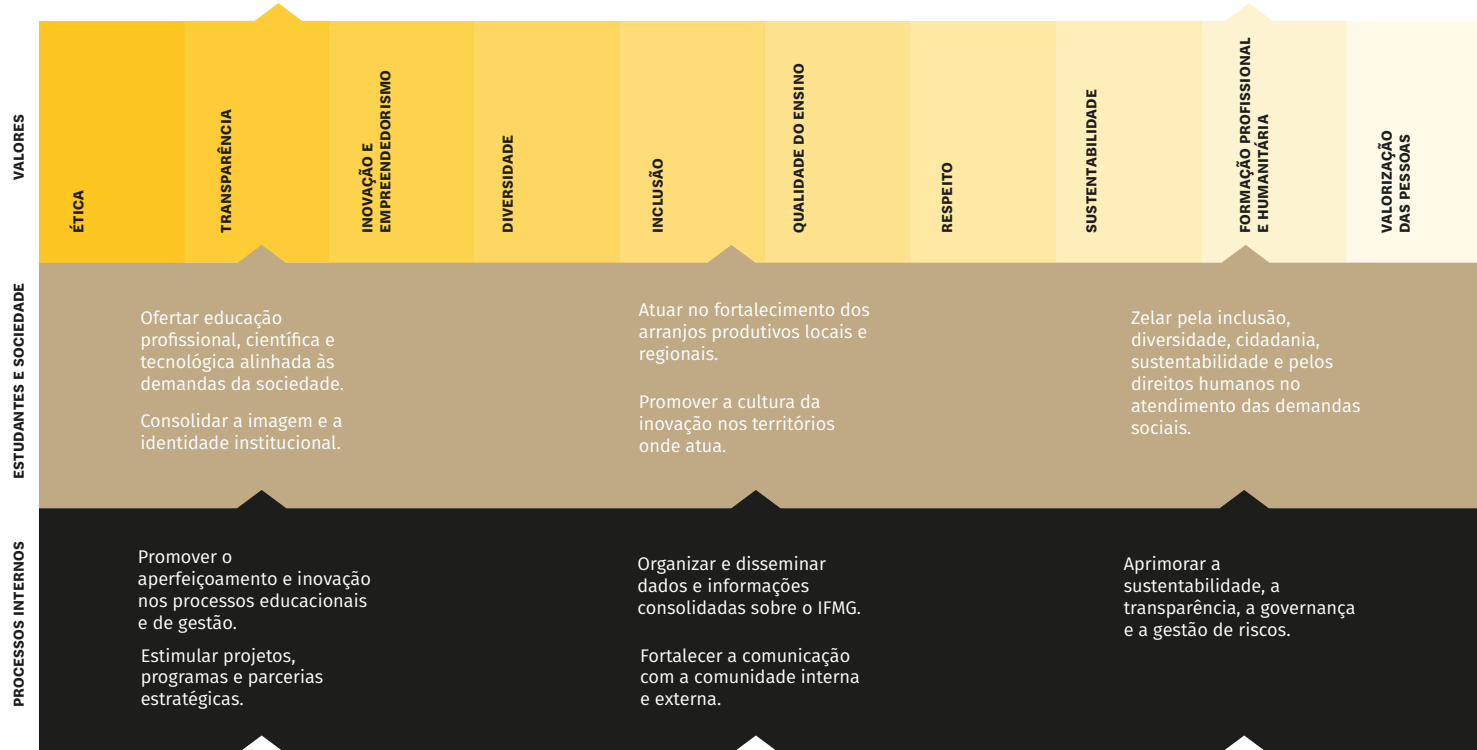 VALORES
ÉTICA
TRANSPARÊNCIA
INOVAÇÃO E
EMPREENDEDORISMO
DIVERSIDADE
INCLUSÃO
QUALIDADE DO ENSINO
RESPEITO
SUSTENTABILIDADE
FORMAÇÃO PROFISSIONAL
E HUMANITÁRIA
VALORIZAÇÃO
DAS PESSOAS
ESTUDANTES E SOCIEDADE
Ofertar educação
profissional, científica e
tecnológica alinhada às
demandas da sociedade.
Consolidar a imagem e a
identidade institucional.
Atuar no fortalecimento dos
arranjos produtivos locais e
regionais.
Promover a cultura da
inovação nos territórios
onde atua.
Zelar pela inclusão,
diversidade, cidadania,
sustentabilidade e pelos
direitos humanos no
atendimento das demandas
sociais.
PROCESSOS INTERNOS
Promover o
aperfeiçoamento e inovação
nos processos educacionais
e de gestão.
Estimular projetos,
programas e parcerias
estratégicas.
Organizar e disseminar
dados e informações
consolidadas sobre o IFMG.
Fortalecer a comunicação
com a comunidade interna
e externa.
Aprimorar a
sustentabilidade, a
transparência, a governança
e a gestão de riscos.